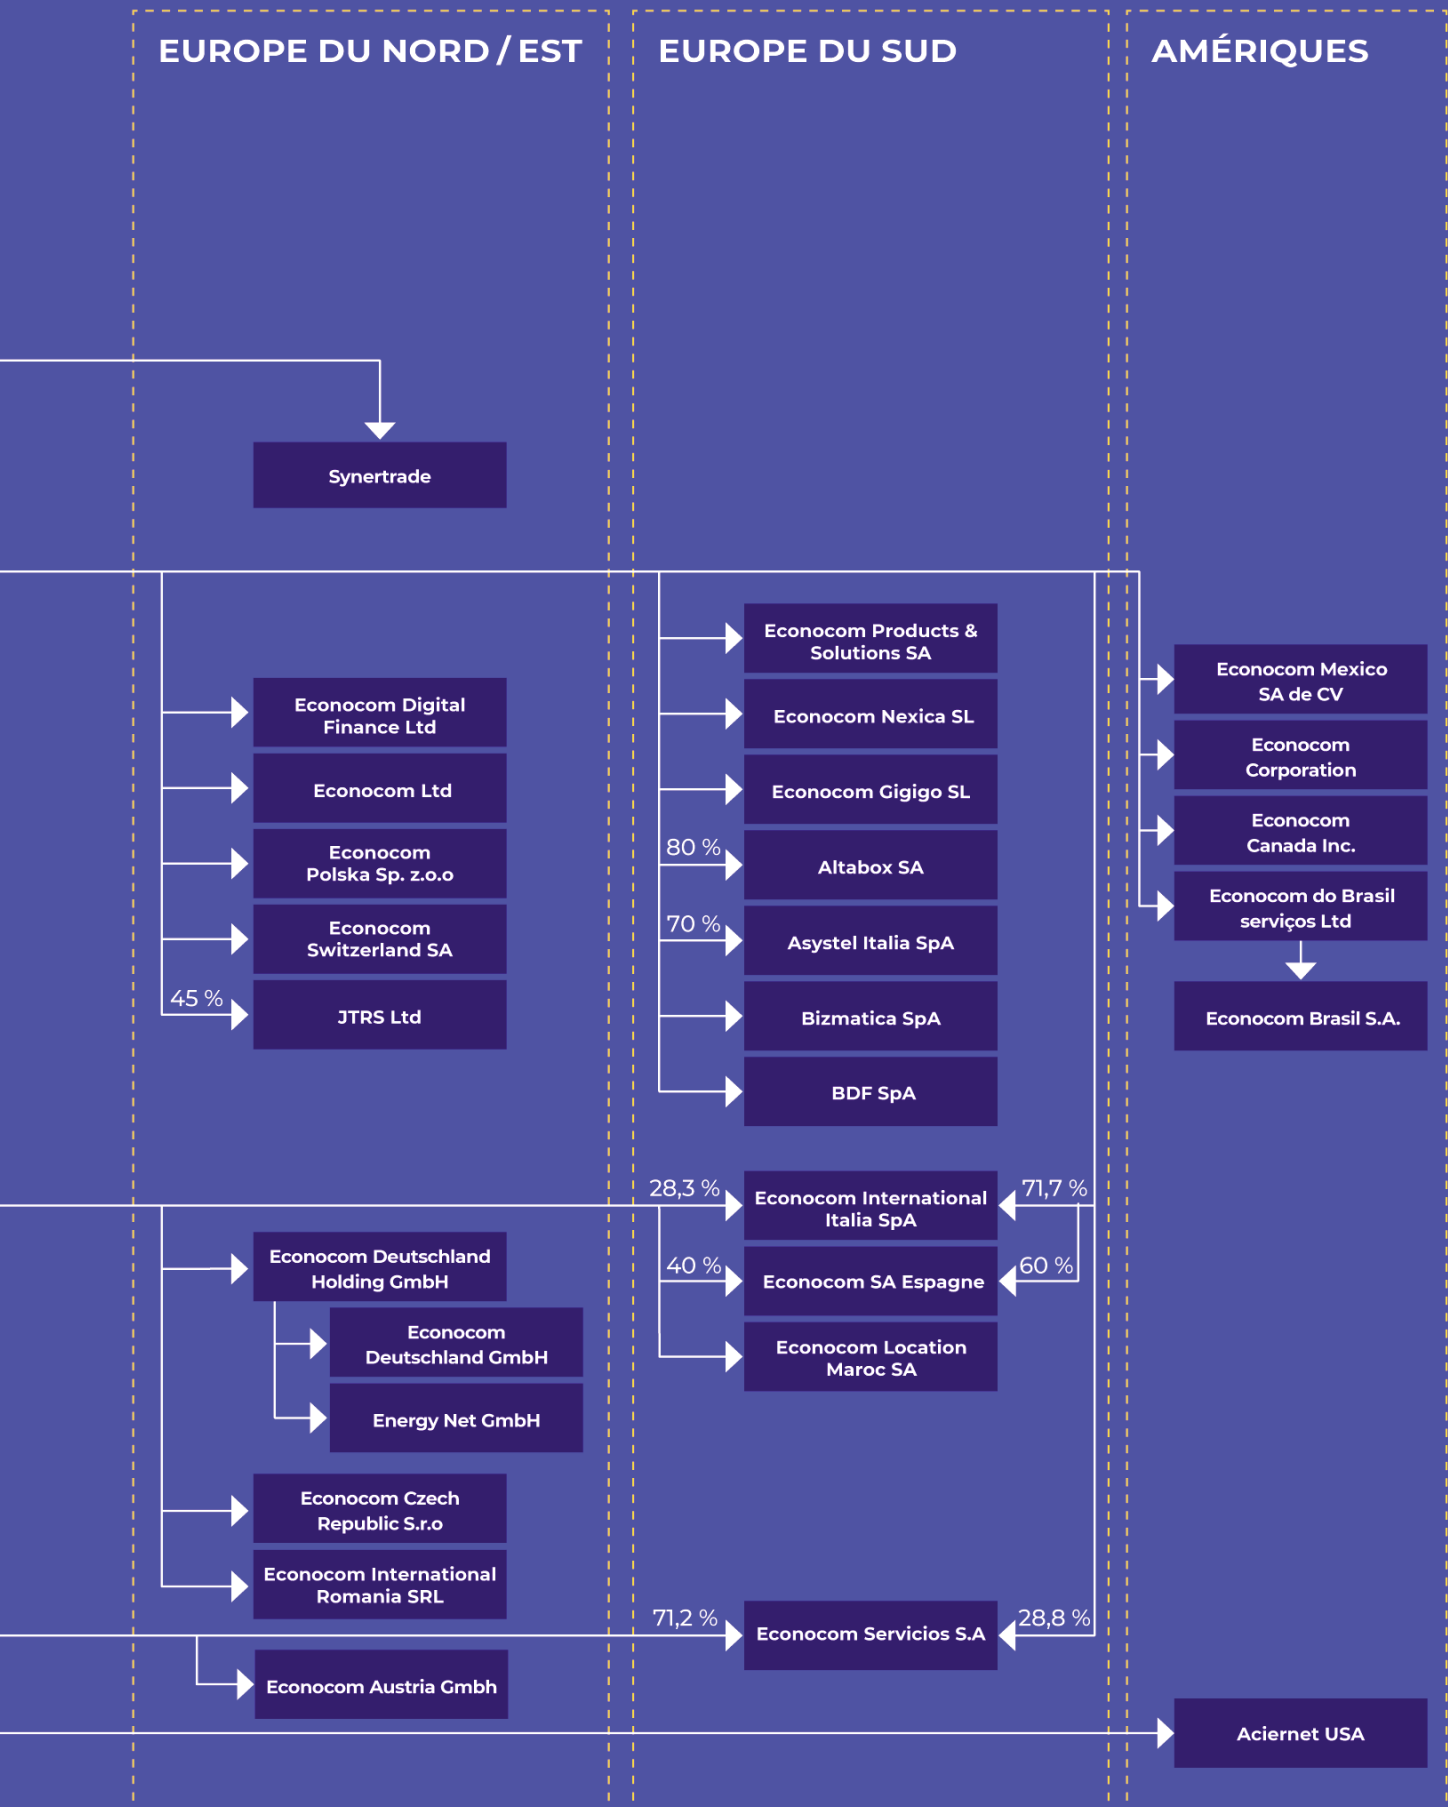 EUROPE DU NORD / EST
Synertrade
Econocom Digital
Finance Ltd
Econocom Ltd
Econocom
Polska Sp. z.o.o
Econocom
Switzerland SA
45 %
JTRS Ltd
Econocom Deutschland
Holding GmbH
Econocom
Deutschland GmbH
Energy Net GmbH
Econocom Czech
Republic S.r.o
Econocom International
Romania SRL
Econocom Austria Gmbh
EUROPE DU SUD
Econocom Products &
Solutions SA
Econocom Nexica SL
Econocom Gigigo SL
80 %
Altabox SA
70 %
Asystel Italia SpA
Bizmatica SpA
BDF SpA
28,3 %
Econocom International
Italia SpA
71,7 %
40 %
Econocom SA Espagne
60 %
Econocom Location
Maroc SA
71,2 %
Econocom Servicios S.A
28,8 %
AMÉRIQUES
Econocom Mexico
SA de CV
Econocom
Corporation
Econocom
Canada Inc.
Econocom do Brasil
serviços Ltd
Econocom Brasil S.A.
Aciernet USA